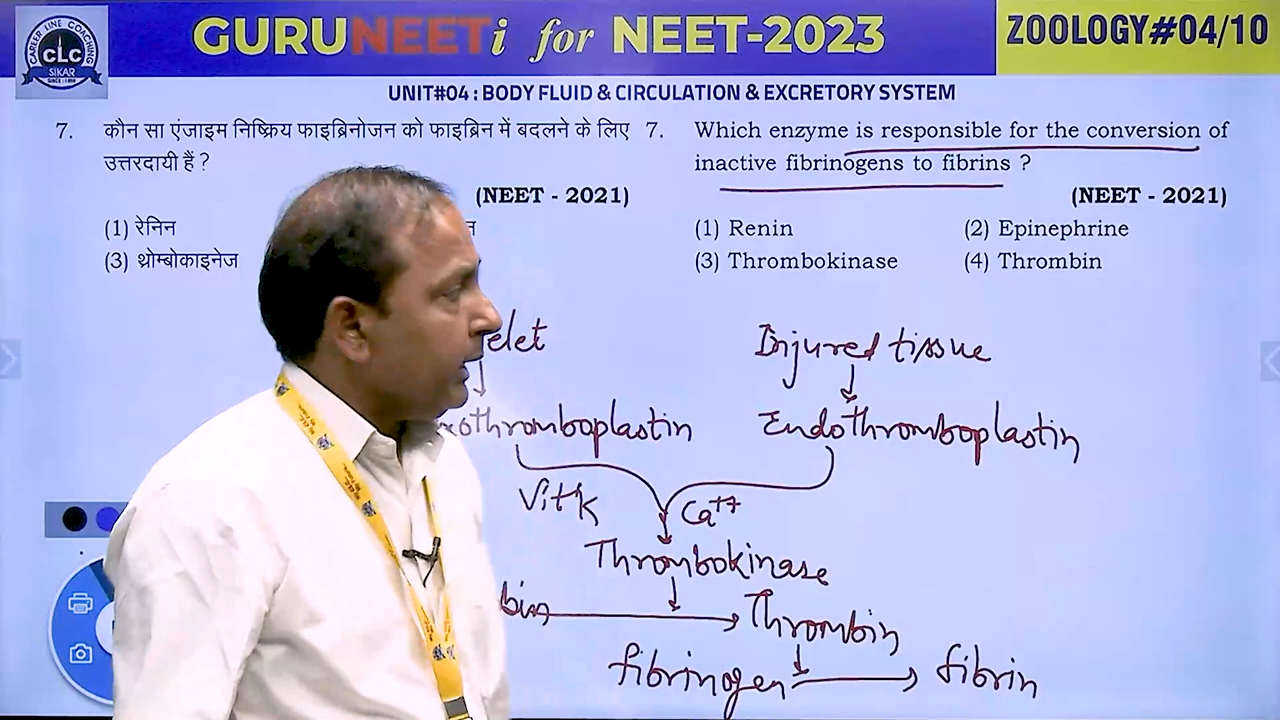 GURUNEETi for NEET-2023
ZOOLOGY#04/10
CAREER LINE COACHING
CLC
SIKAR
UNIT#04 : BODY FLUID & CIRCULATION & EXCRETORY SYSTEM
7. कौन सा एंजाइम निष्क्रिय फाइब्रिनोजन को फाइब्रिन में बदलने के लिए
उत्तरदायी हैं ?
(NEET - 2021)
(1) रेनिन
(3) थ्रोम्बोकाइनेज
7. Which enzyme is responsible for the conversion of
inactive fibrinogens to fibrins ?
(NEET - 2021)
(1) Renin (2) Epinephrine
(3) Thrombokinase (4) Thrombin
elet Injured tissue
othromboplastin Endothromboplastin
Vit K Ca++
Thrombokinase
bin Thrombin
fibrinogen fibrin